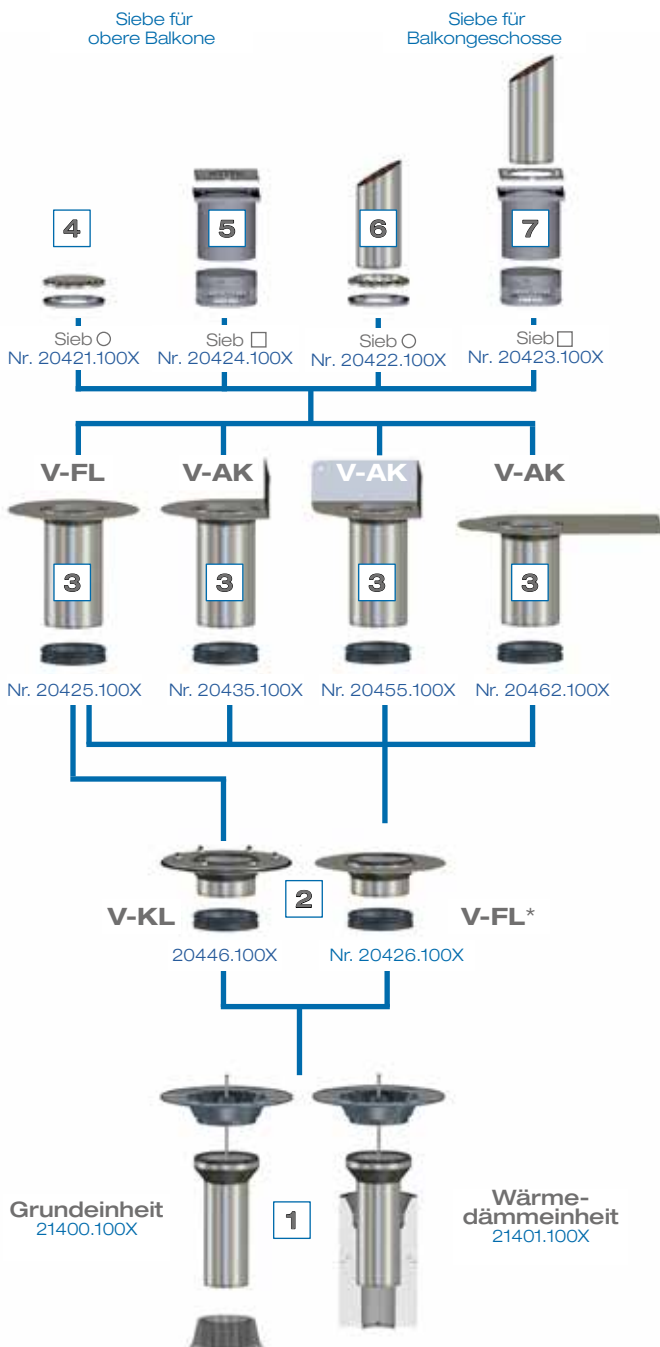 Siebe für
obere Balkone
Siebe für
Balkongeschosse
4
5
6
7
Sieb ○
Nr. 20421.100X
Sieb □
Nr. 20424.100X
Sieb ○
Nr. 20422.100X
Sieb □
Nr. 20423.100X
V-FL
V-AK
V-AK
V-AK
3
3
3
3
Nr. 20425.100X
Nr. 20435.100X
Nr. 20455.100X
Nr. 20462.100X
2
V-KL
V-FL*
20446.100X
Nr. 20426.100X
Grundeinheit
21400.100X
1
Wärme-
dämmeinheit
21401.100X